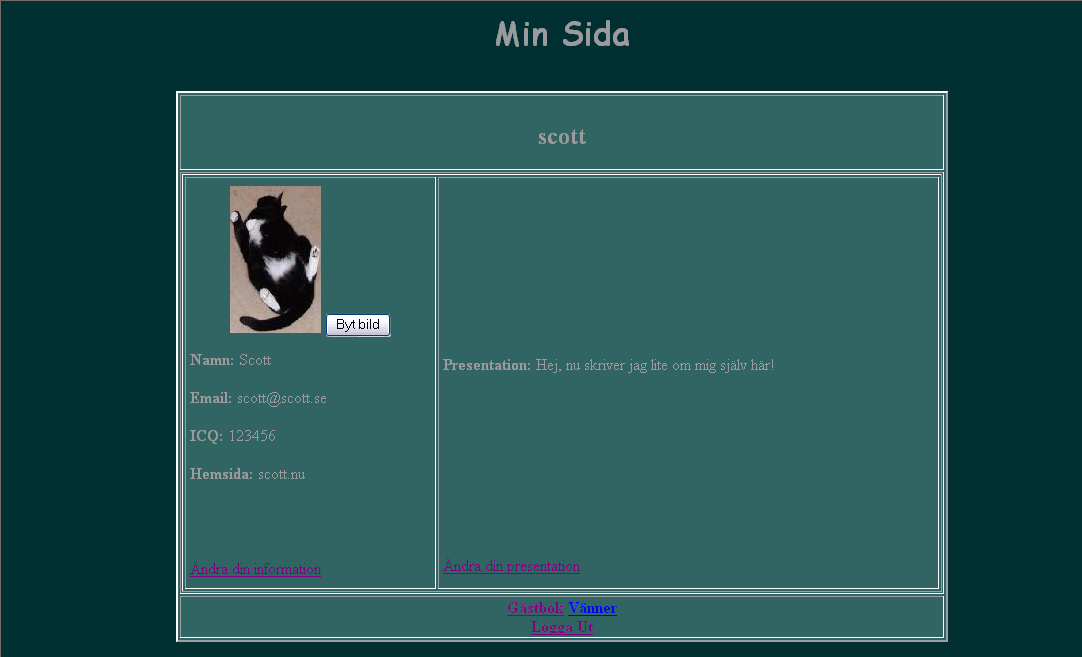 Min Sida
scott
Byt bild
Namn: Scott
Email: scott@scott.se
ICQ: 123456
Hemsida: scott.nu
Ändra din information
Presentation: Hej, nu skriver jag lite om mig själv här!
Ändra din presentation
Gästbok Vänner
Logga Ut